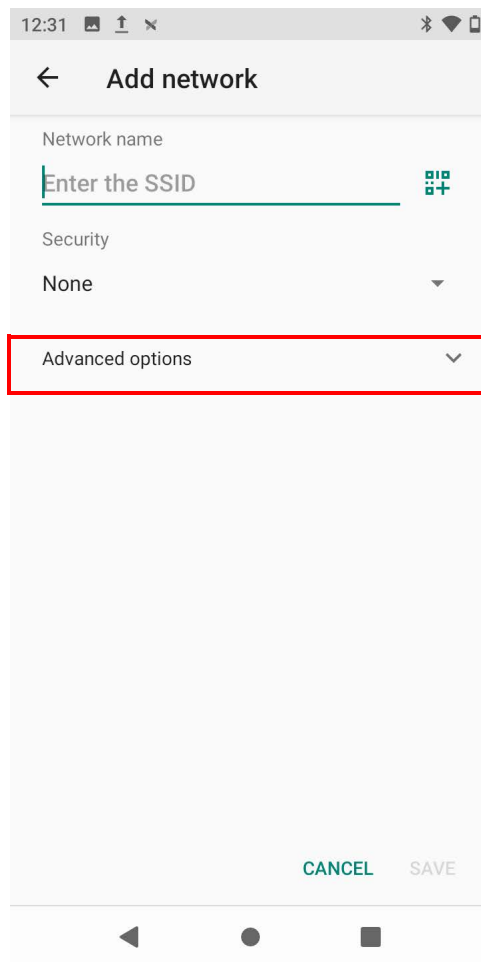 12:31
Add network
Network name
Enter the SSID
Security
None
Advanced options
CANCEL SAVE